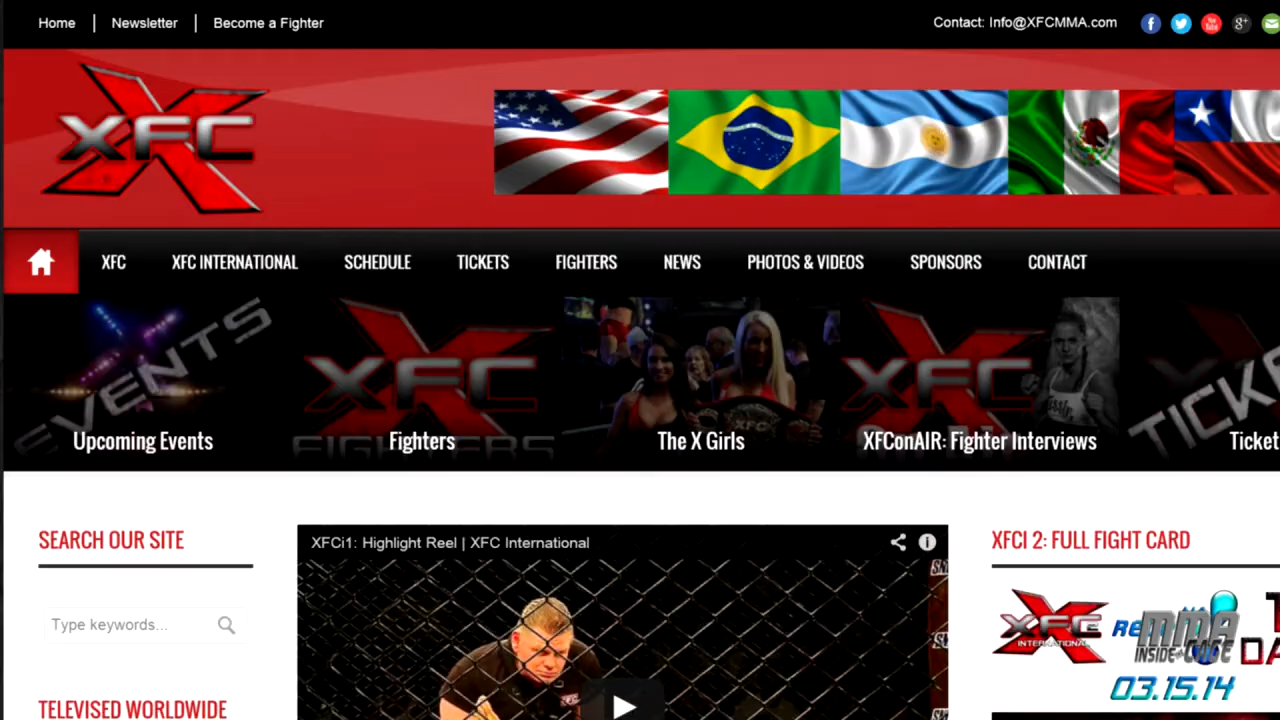 Home
Newsletter
Become a Fighter
Contact: Info@XFCMMA.com
XFC
XFC
XFC INTERNATIONAL
SCHEDULE
TICKETS
FIGHTERS
NEWS
PHOTOS & VIDEOS
SPONSORS
CONTACT
EVENTS
Upcoming Events
XFC
FIGHTERS
Fighters
XFC
The X Girls
XFC
XFConAIR: Fighter Interviews
Ticket
SEARCH OUR SITE
Type keywords...
TELEVISED WORLDWIDE
XFCi1: Highlight Reel | XFC International
XFCI 2: FULL FIGHT CARD
XFC
INTERNATIONAL
MMA
INSIDE the CAGE
03.15.14